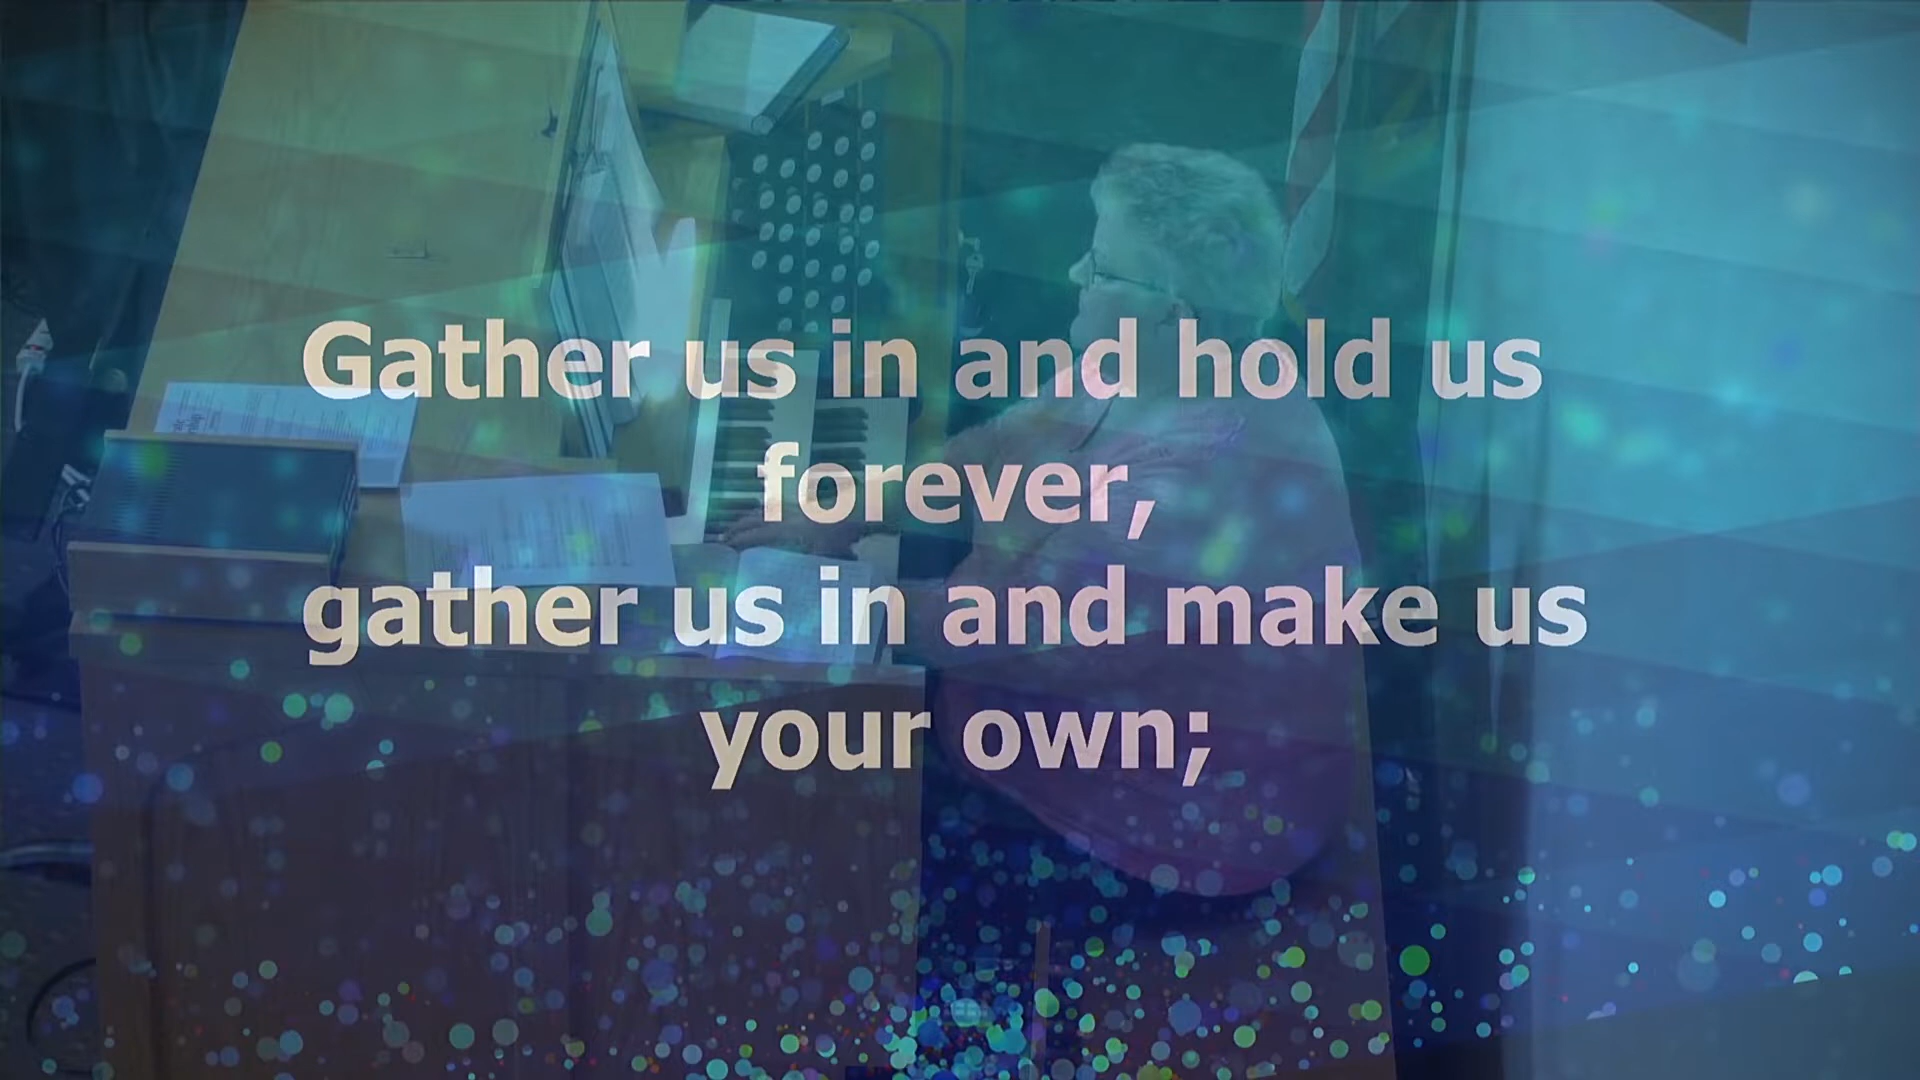 Gather us in and hold us
forever,
gather us in and make us
your own;